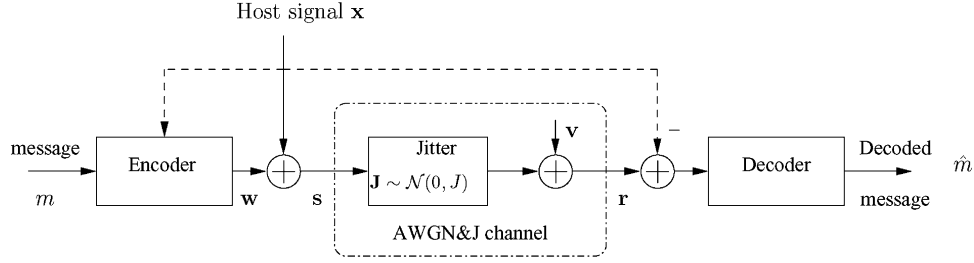 Host signal x
message
m
Encoder
w
s
Jitter
J ∼ 𝒩(0, J)
v
AWGN&J channel
r
−
Decoder
Decoded
message
m̂